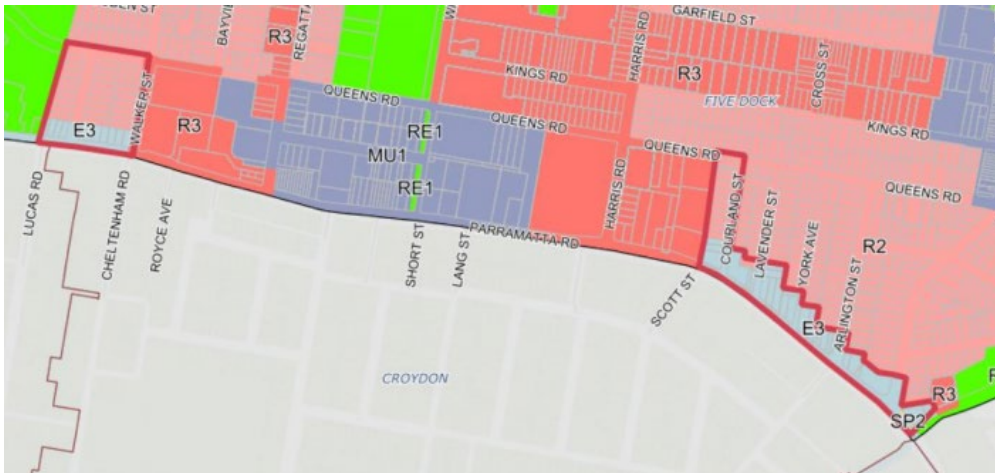 GARFIELD ST
R3
HARRIS RD
CROSS ST
KINGS RD
R3
FIVE DOCK
QUEENS RD
RE1
WALKER ST
E3
R3
QUEENS RD
KINGS RD
MU1
QUEENS RD
RE1
HARRIS RD
QUEENS RD
LUCAS RD
CHELTENHAM RD
ROYCE AVE
SHORT ST
LANG ST
PARRAMATTA RD
COURLAND ST
LAVENDER ST
YORK AVE
R2
SCOTT ST
ARLINGTON ST
E3
CROYDON
R3
SP2